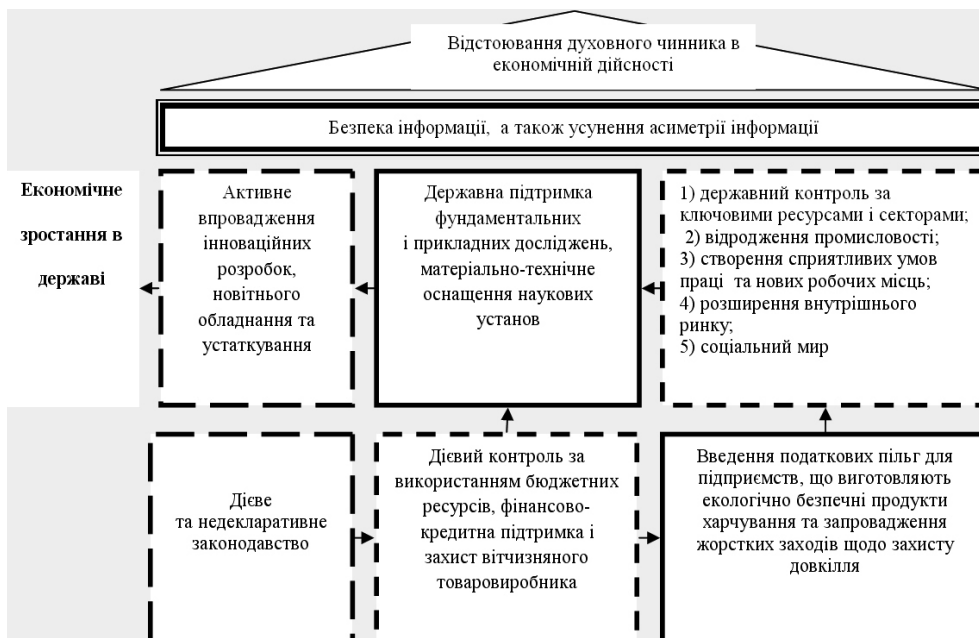 Відстоювання духовного чинника в
економічній дійсності
Безпека інформації, а також усунення асиметрії інформації
Економічне
зростання в
державі
Активне
впровадження
інноваційних
розробок,
новітнього
обладнання та
устаткування
Державна підтримка
фундаментальних
і прикладних досліджень,
матеріально-технічне
оснащення наукових
установ
1) державний контроль за
ключовими ресурсами і секторами;
2) відродження промисловості;
3) створення сприятливих умов
праці та нових робочих місць;
4) розширення внутрішнього
ринку;
5) соціальний мир
Дієве
та недекларативне
законодавство
Дієвий контроль за
використанням бюджетних
ресурсів, фінансово-
кредитна підтримка і
захист вітчизняного
товаровиробника
Введення податкових пільг для
підприємств, що виготовляють
екологічно безпечні продукти
харчування та запровадження
жорстких заходів щодо захисту
довкілля